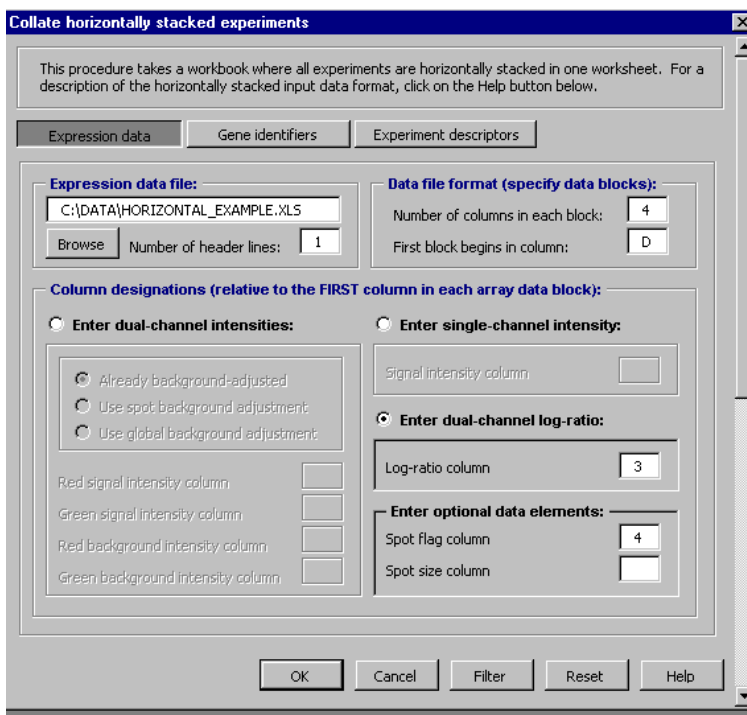 Collate horizontally stacked experiments
This procedure takes a workbook where all experiments are horizontally stacked in one worksheet. For a
description of the horizontally stacked input data format, click on the Help button below.
Expression data
Gene identifiers
Experiment descriptors
Expression data file:
C:\DATA\HORIZONTAL_EXAMPLE.XLS
Browse
Number of header lines: 1
Data file format (specify data blocks):
Number of columns in each block: 4
First block begins in column: D
Column designations (relative to the FIRST column in each array data block):
Enter dual-channel intensities:
Already background-adjusted
Use spot background adjustment
Use global background adjustment
Red signal intensity column
Green signal intensity column
Red background intensity column
Green background intensity column
Enter single-channel intensity:
Signal intensity column
Enter dual-channel log-ratio:
Log-ratio column 3
Enter optional data elements:
Spot flag column 4
Spot size column
OK
Cancel
Filter
Reset
Help